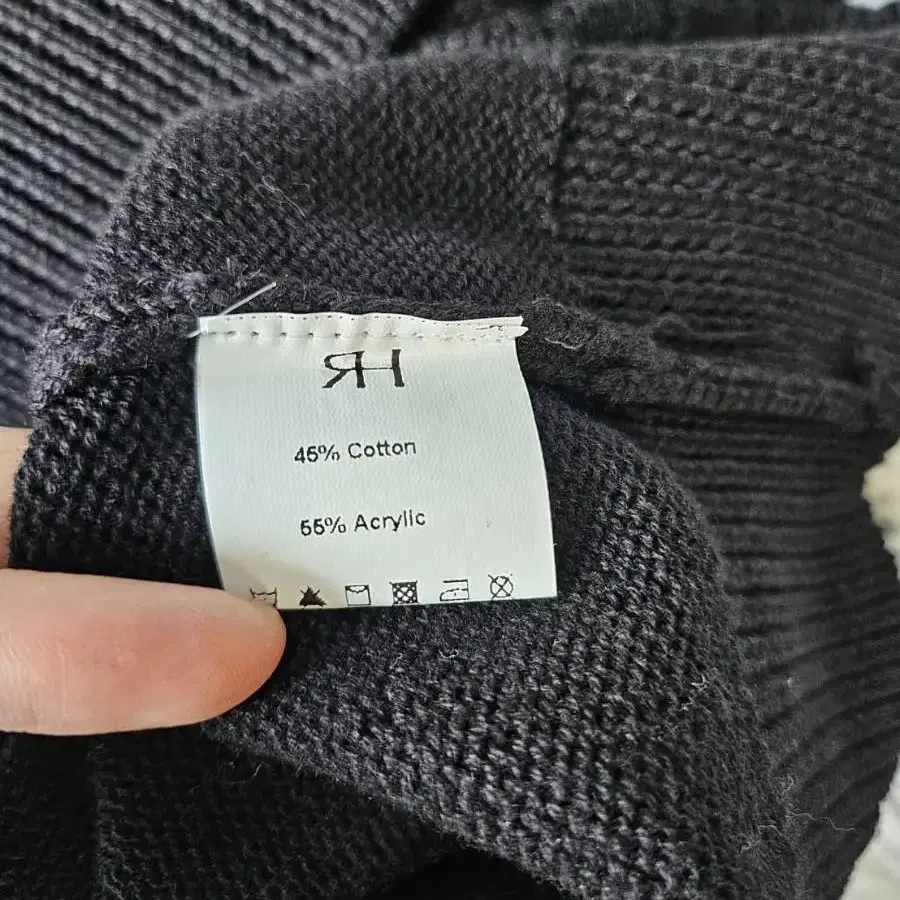 ЯH
45% Cotton
55% Acrylic